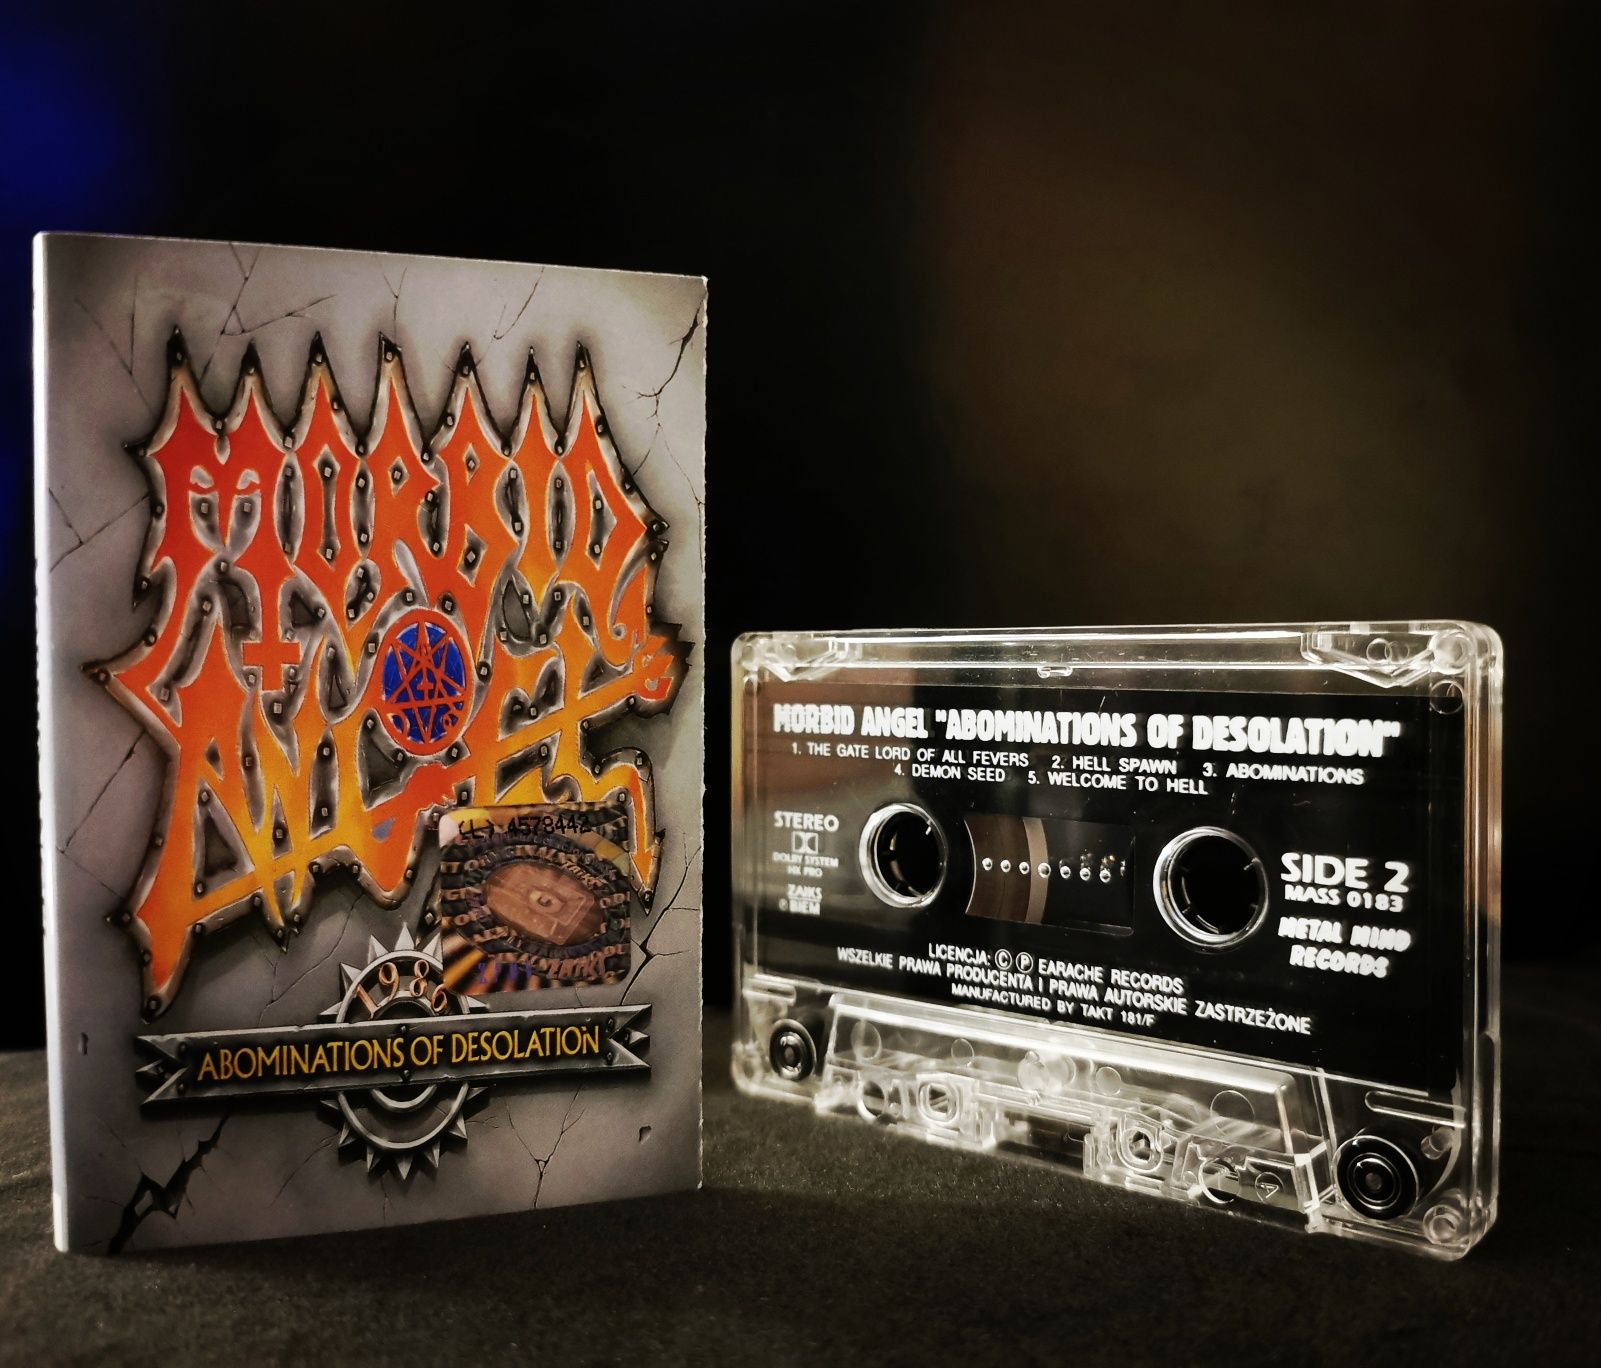 MORBID
ANGEL
(L) 4578442
1986
ABOMINATIONS OF DESOLATION
MORBID ANGEL "ABOMINATIONS OF DESOLATION"
1. THE GATE LORD OF ALL FEVERS 2. HELL SPAWN 3. ABOMINATIONS
4. DEMON SEED 5. WELCOME TO HELL
STEREO
DOLBY SYSTEM
HX PRO
ZAIKS
BIEM
SIDE 2
MASS 0183
METAL MIND
RECORDS
LICENCJA: © Ⓟ EARACHE RECORDS
WSZELKIE PRAWA PRODUCENTA I PRAWA AUTORSKIE ZASTRZEŻONE
MANUFACTURED BY TAKT 181/F